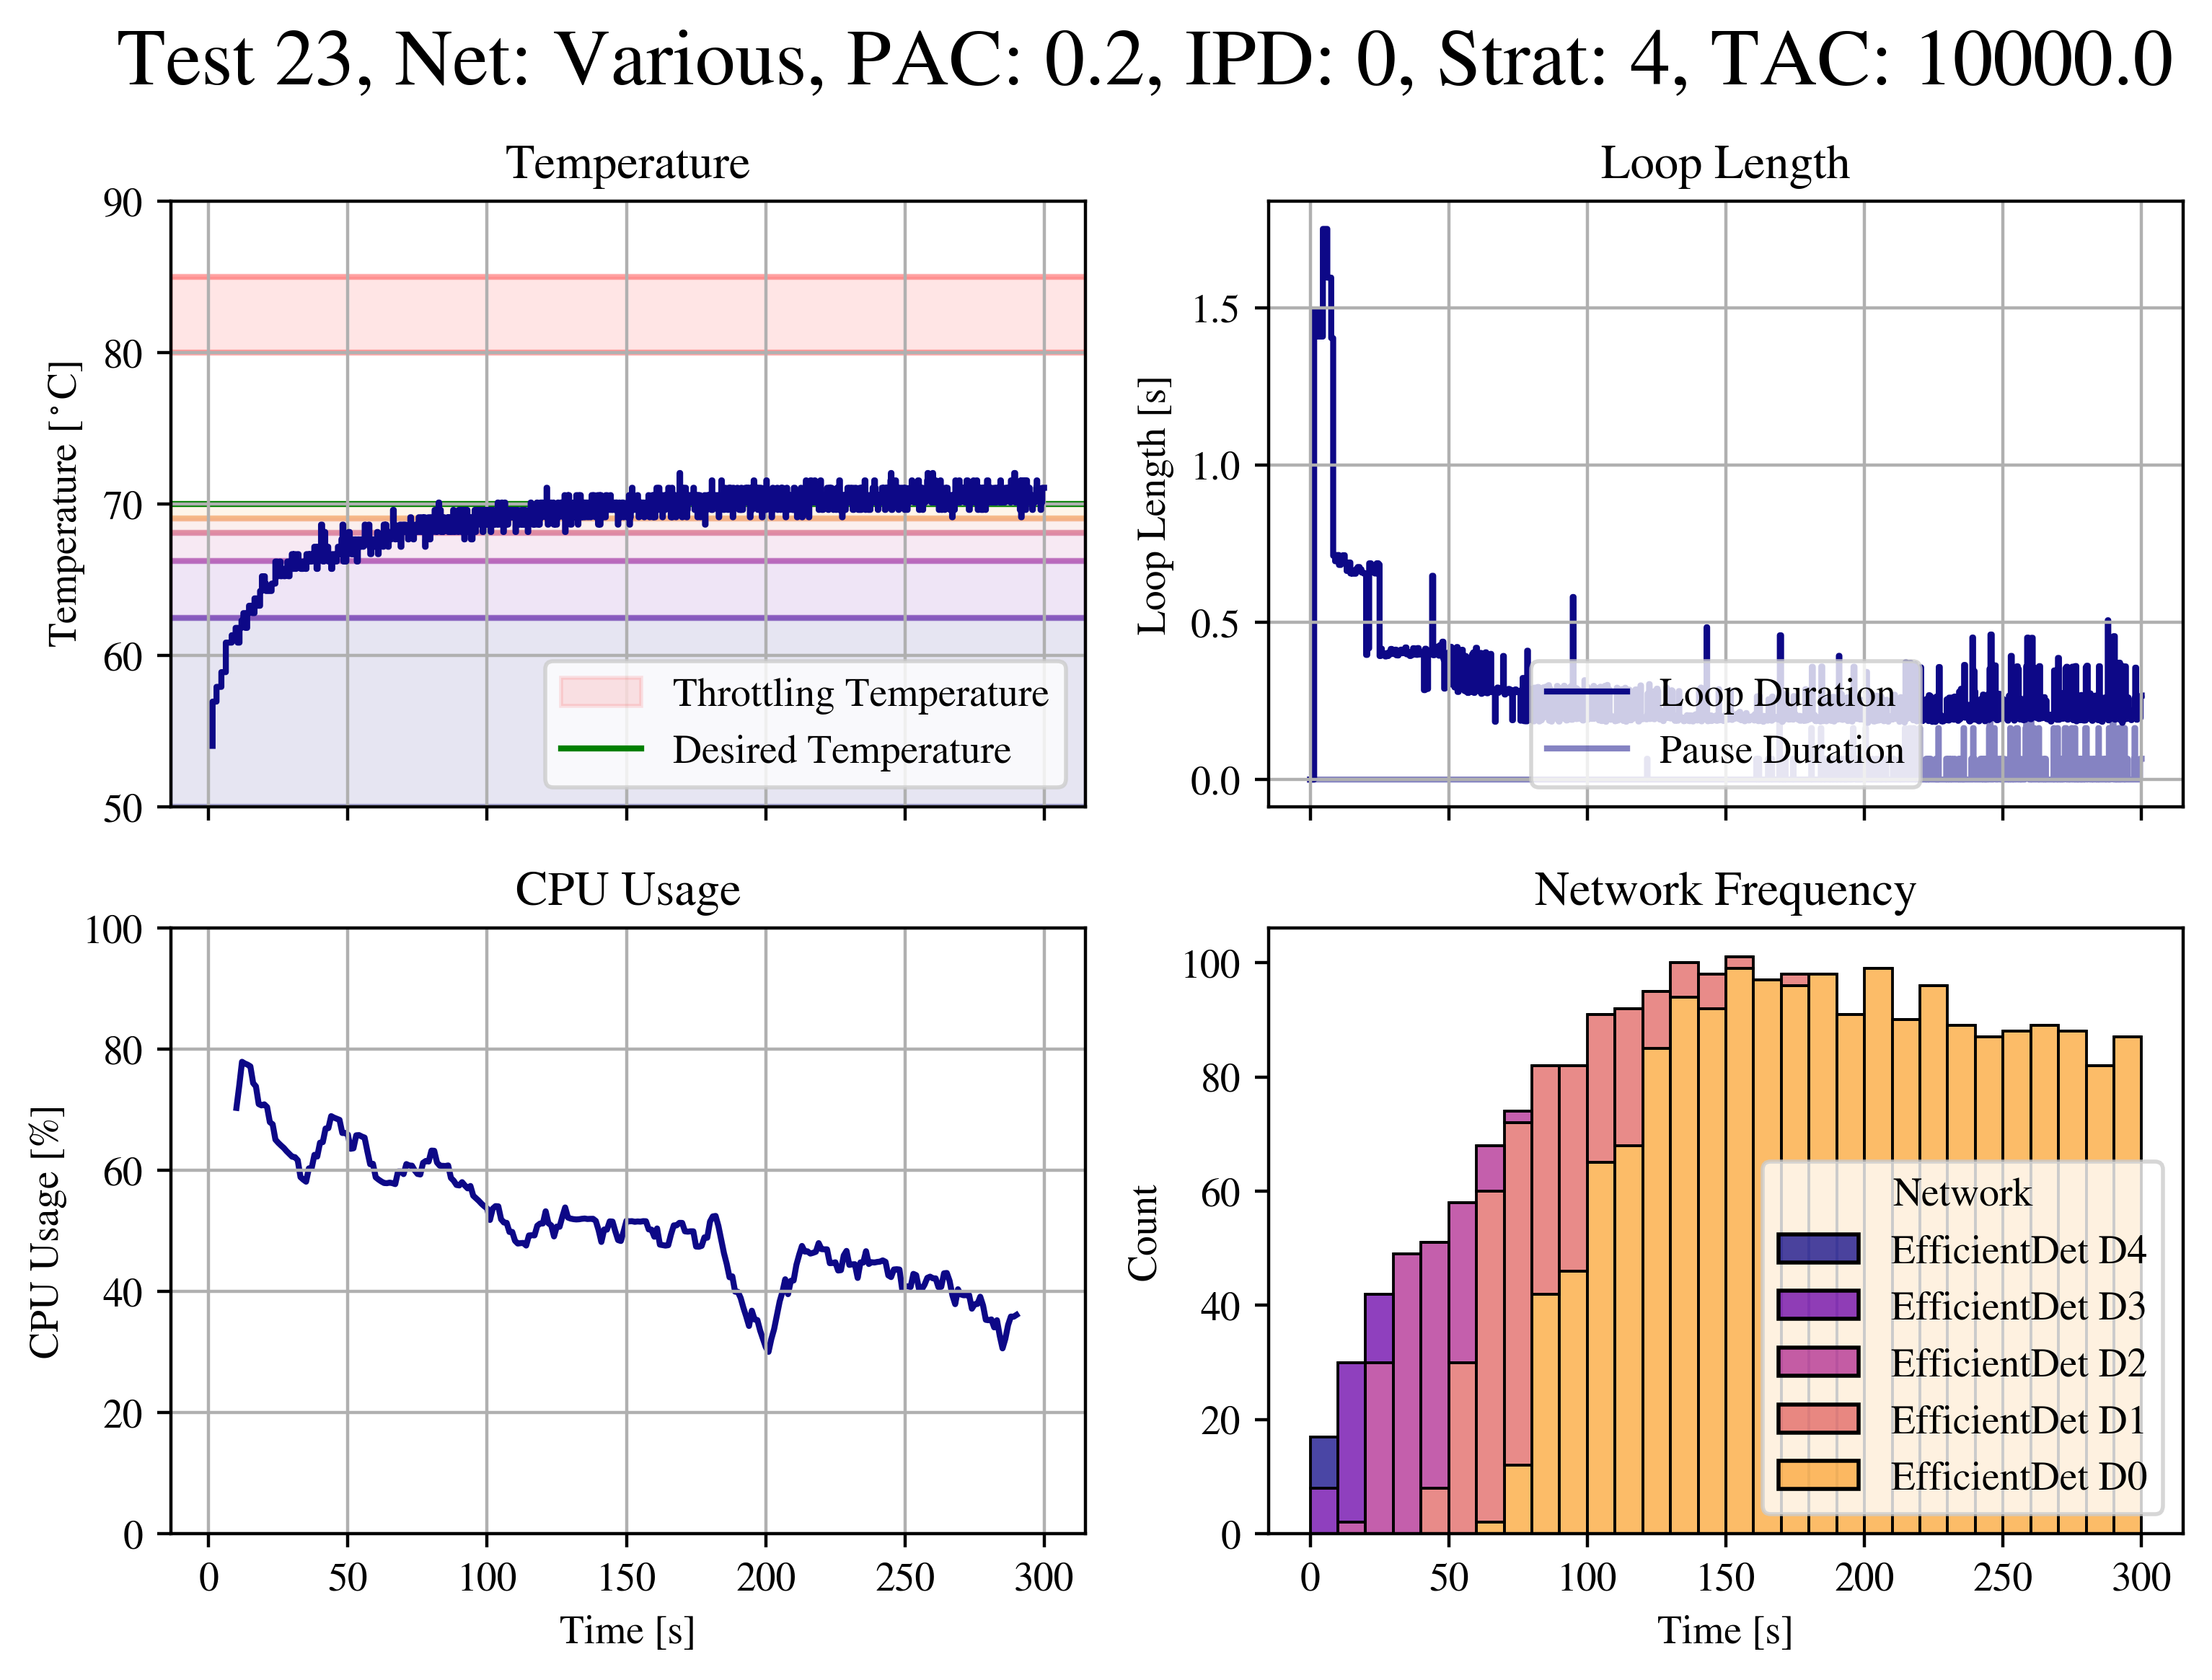 Test 23, Net: Various, PAC: 0.2, IPD: 0, Strat: 4, TAC: 10000.0
Temperature
90
80
70
60
50
Temperature [°C]
Throttling Temperature
Desired Temperature
Loop Length
1.5
1.0
0.5
0.0
Loop Length [s]
Loop Duration
Pause Duration
CPU Usage
100
80
60
40
20
0
CPU Usage [%]
0 50 100 150 200 250 300
Time [s]
Network Frequency
100
80
60
40
20
0
Count
Network
EfficientDet D4
EfficientDet D3
EfficientDet D2
EfficientDet D1
EfficientDet D0
0 50 100 150 200 250 300
Time [s]